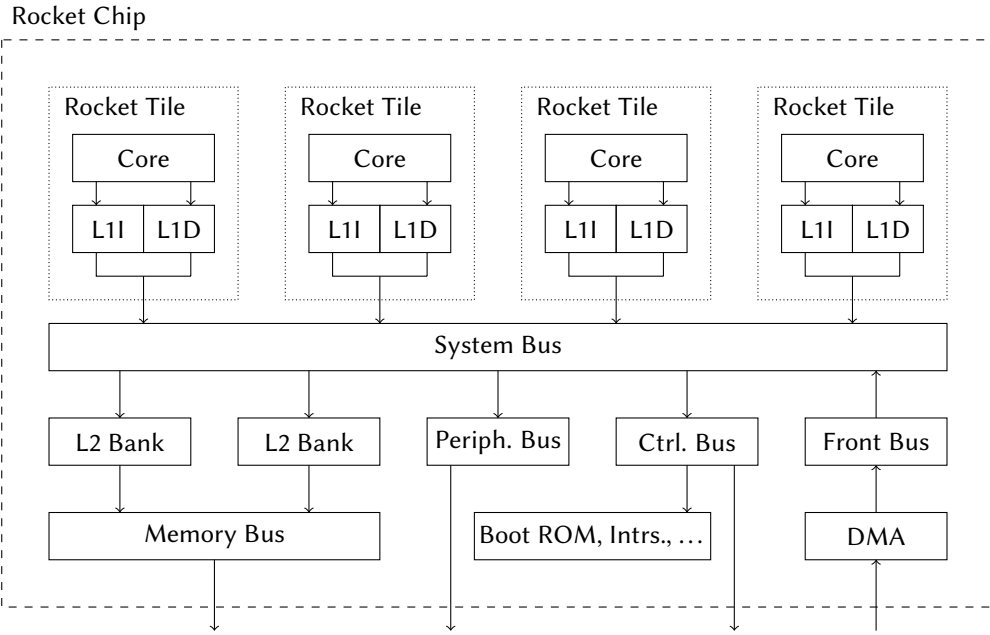 Rocket Chip
Rocket Tile Rocket Tile Rocket Tile Rocket Tile
Core Core Core Core
L1I L1D L1I L1D L1I L1D L1I L1D
System Bus
L2 Bank L2 Bank Periph. Bus Ctrl. Bus Front Bus
Memory Bus Boot ROM, Intrs., … DMA